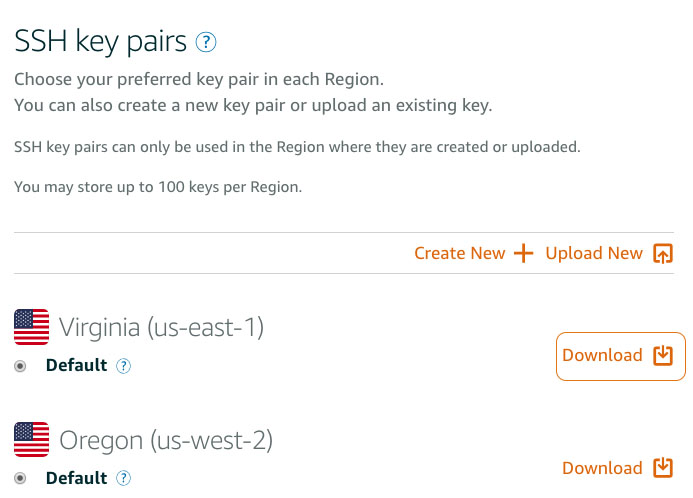 SSH key pairs ?
Choose your preferred key pair in each Region.
You can also create a new key pair or upload an existing key.
SSH key pairs can only be used in the Region where they are created or uploaded.
You may store up to 100 keys per Region.
Create New + Upload New
Virginia (us-east-1)
Default ?
Download
Oregon (us-west-2)
Default ?
Download